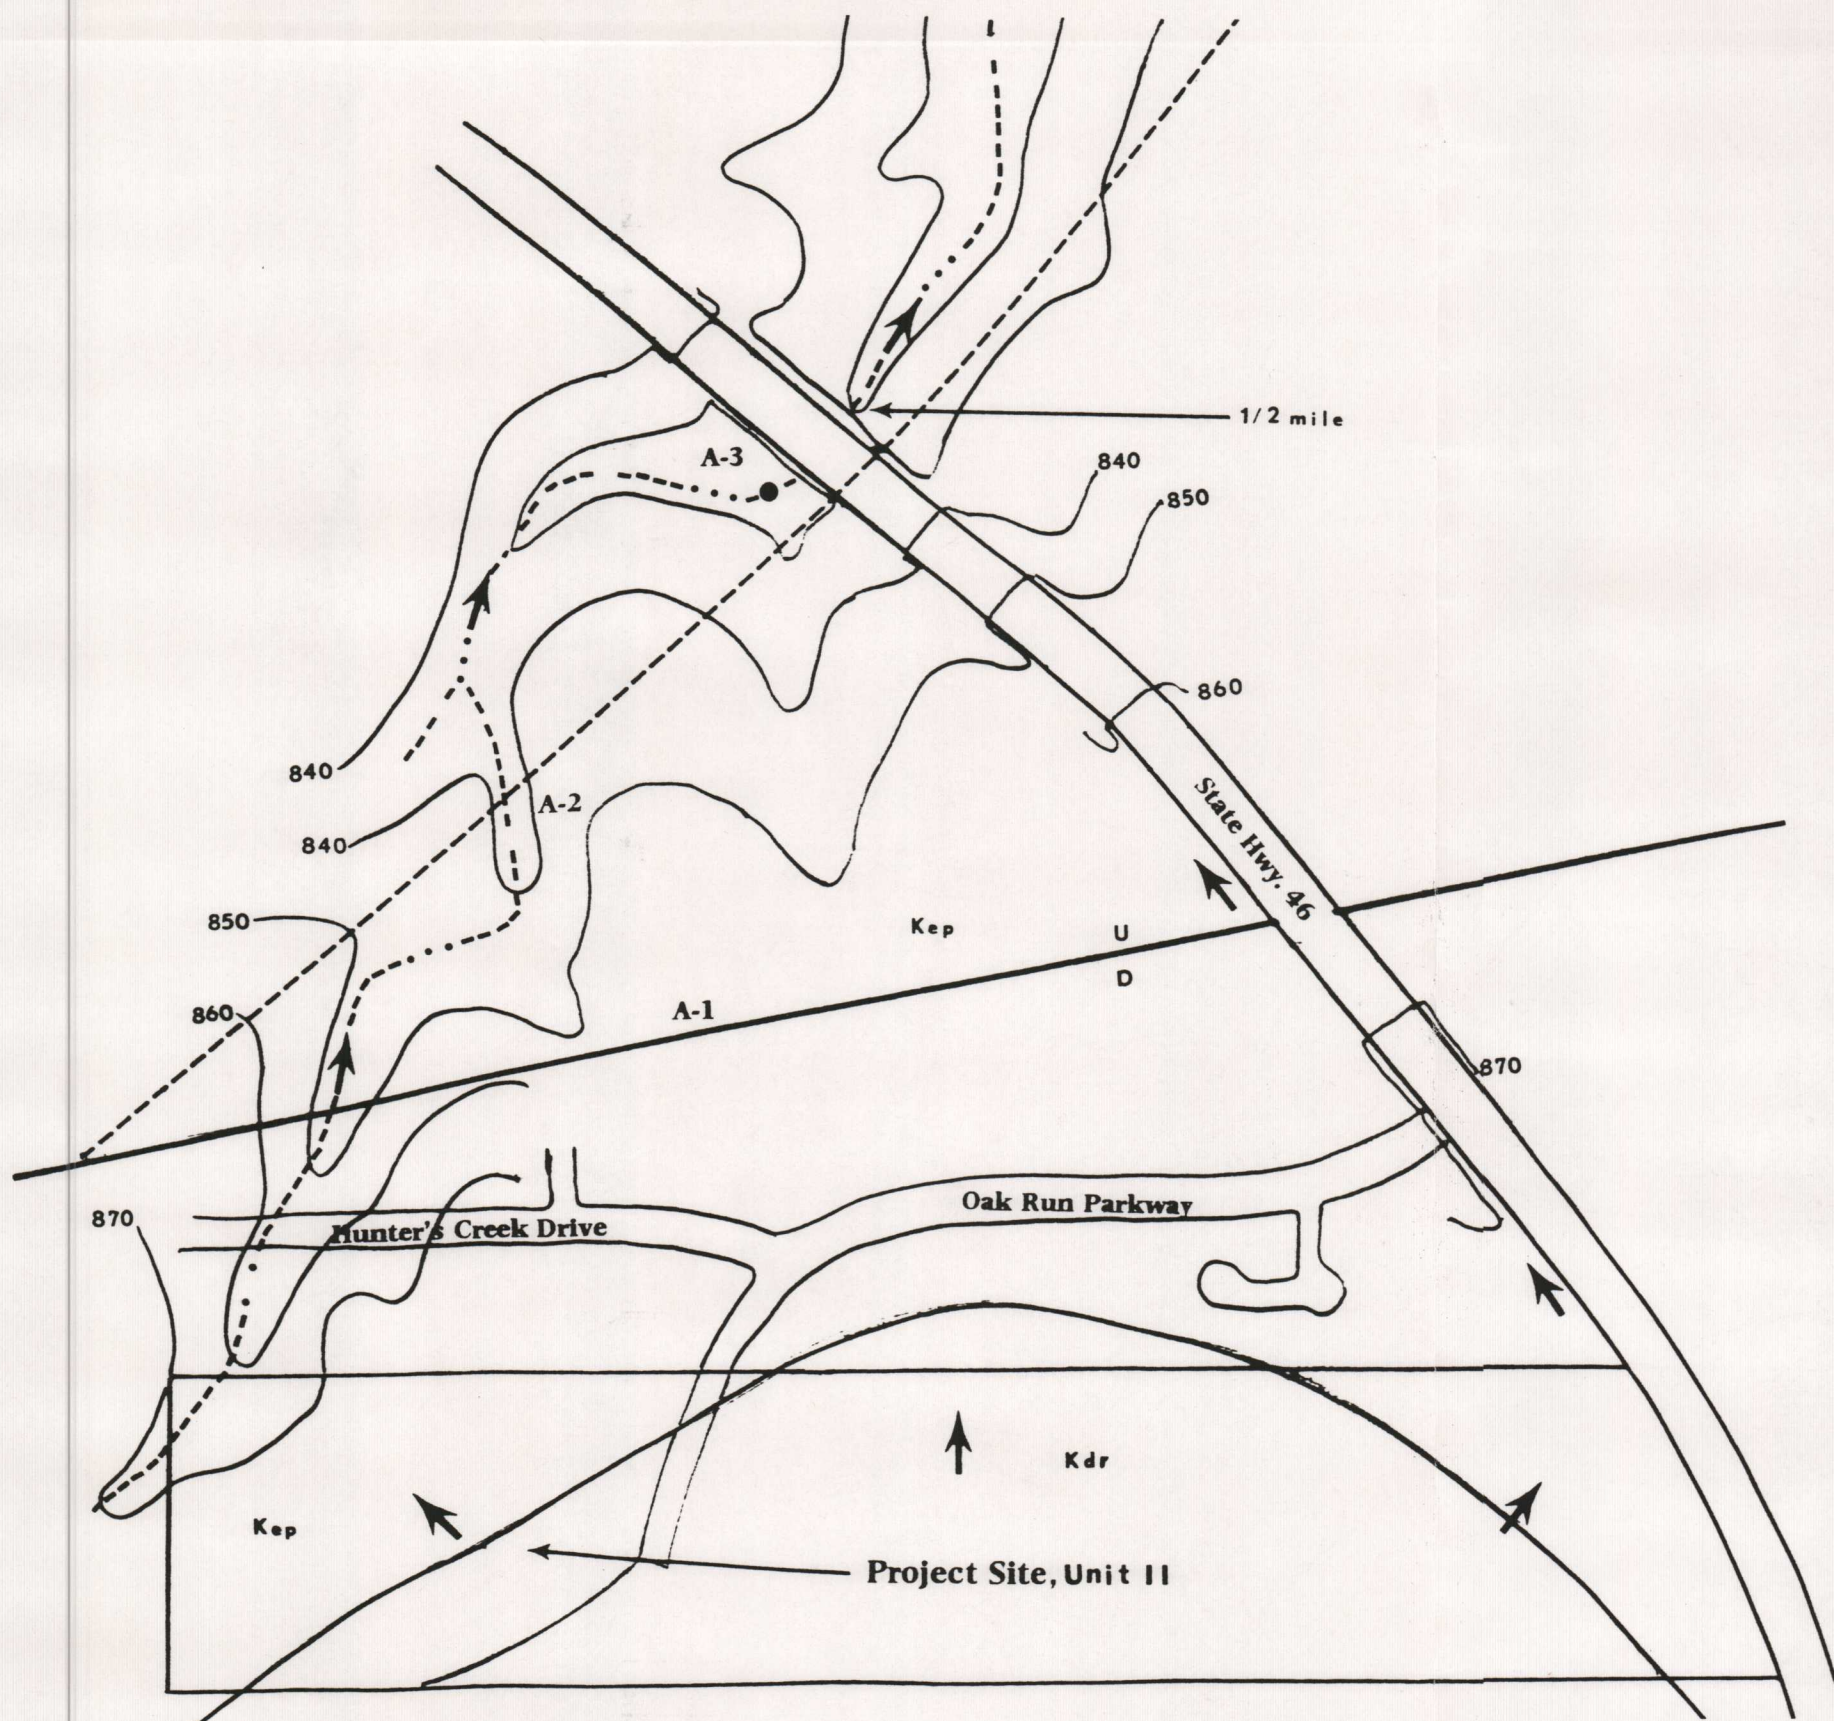 1/2 mile
A-3
840
850
860
840
A-2
840
State Hwy. 46
850
Kep
U
D
860
A-1
870
870
Oak Run Parkway
Hunter's Creek Drive
Kdr
Kep
Project Site, Unit II